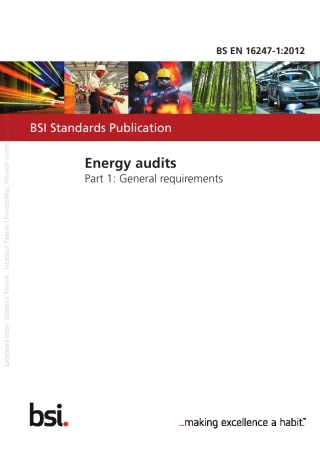 BS EN 16247-1:2012
BSI Standards Publication
Energy audits
Part 1: General requirements
Licensed copy: Istanbul Teknik , Istanbul Teknik Universitesi, Version correct as of
bsi.
...making excellence a habit.™